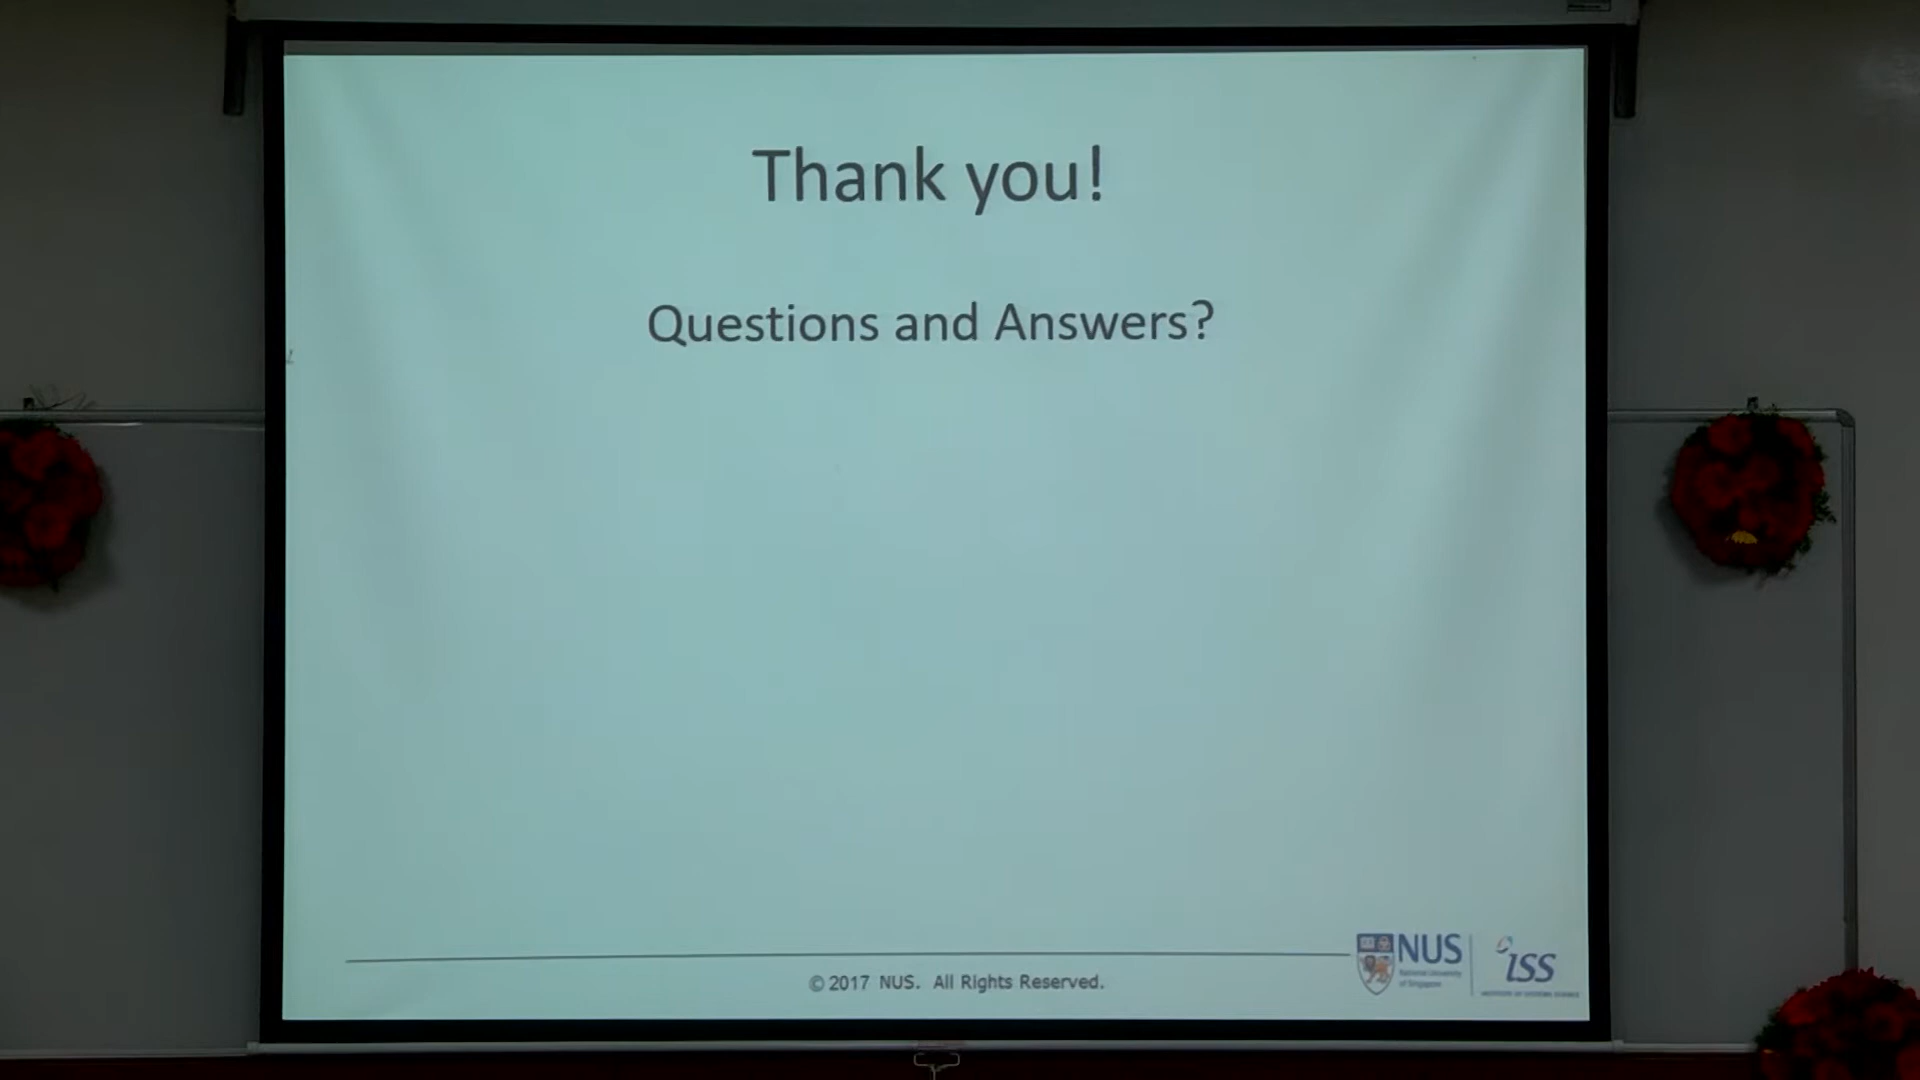 Thank you!
Questions and Answers?
© 2017 NUS. All Rights Reserved.
NUS
National University
of Singapore
ISS
INSTITUTE OF SYSTEMS SCIENCE